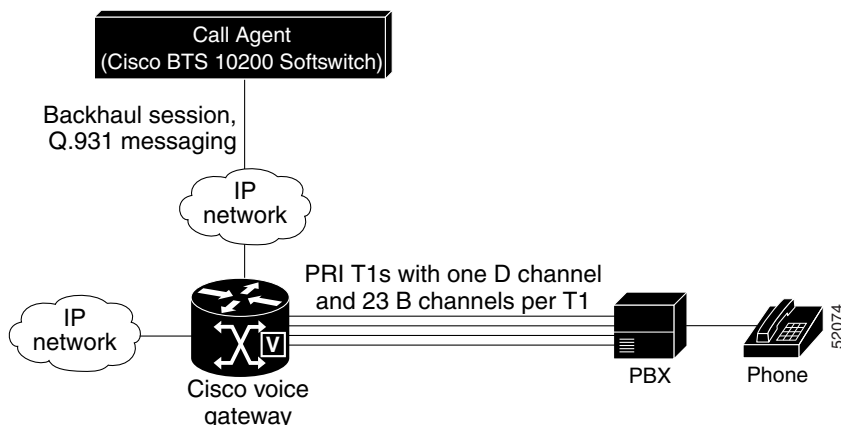 Call Agent
(Cisco BTS 10200 Softswitch)
Backhaul session,
Q.931 messaging
IP
network
PRI T1s with one D channel
and 23 B channels per T1
IP
network
V
Cisco voice
gateway
PBX
Phone
52074